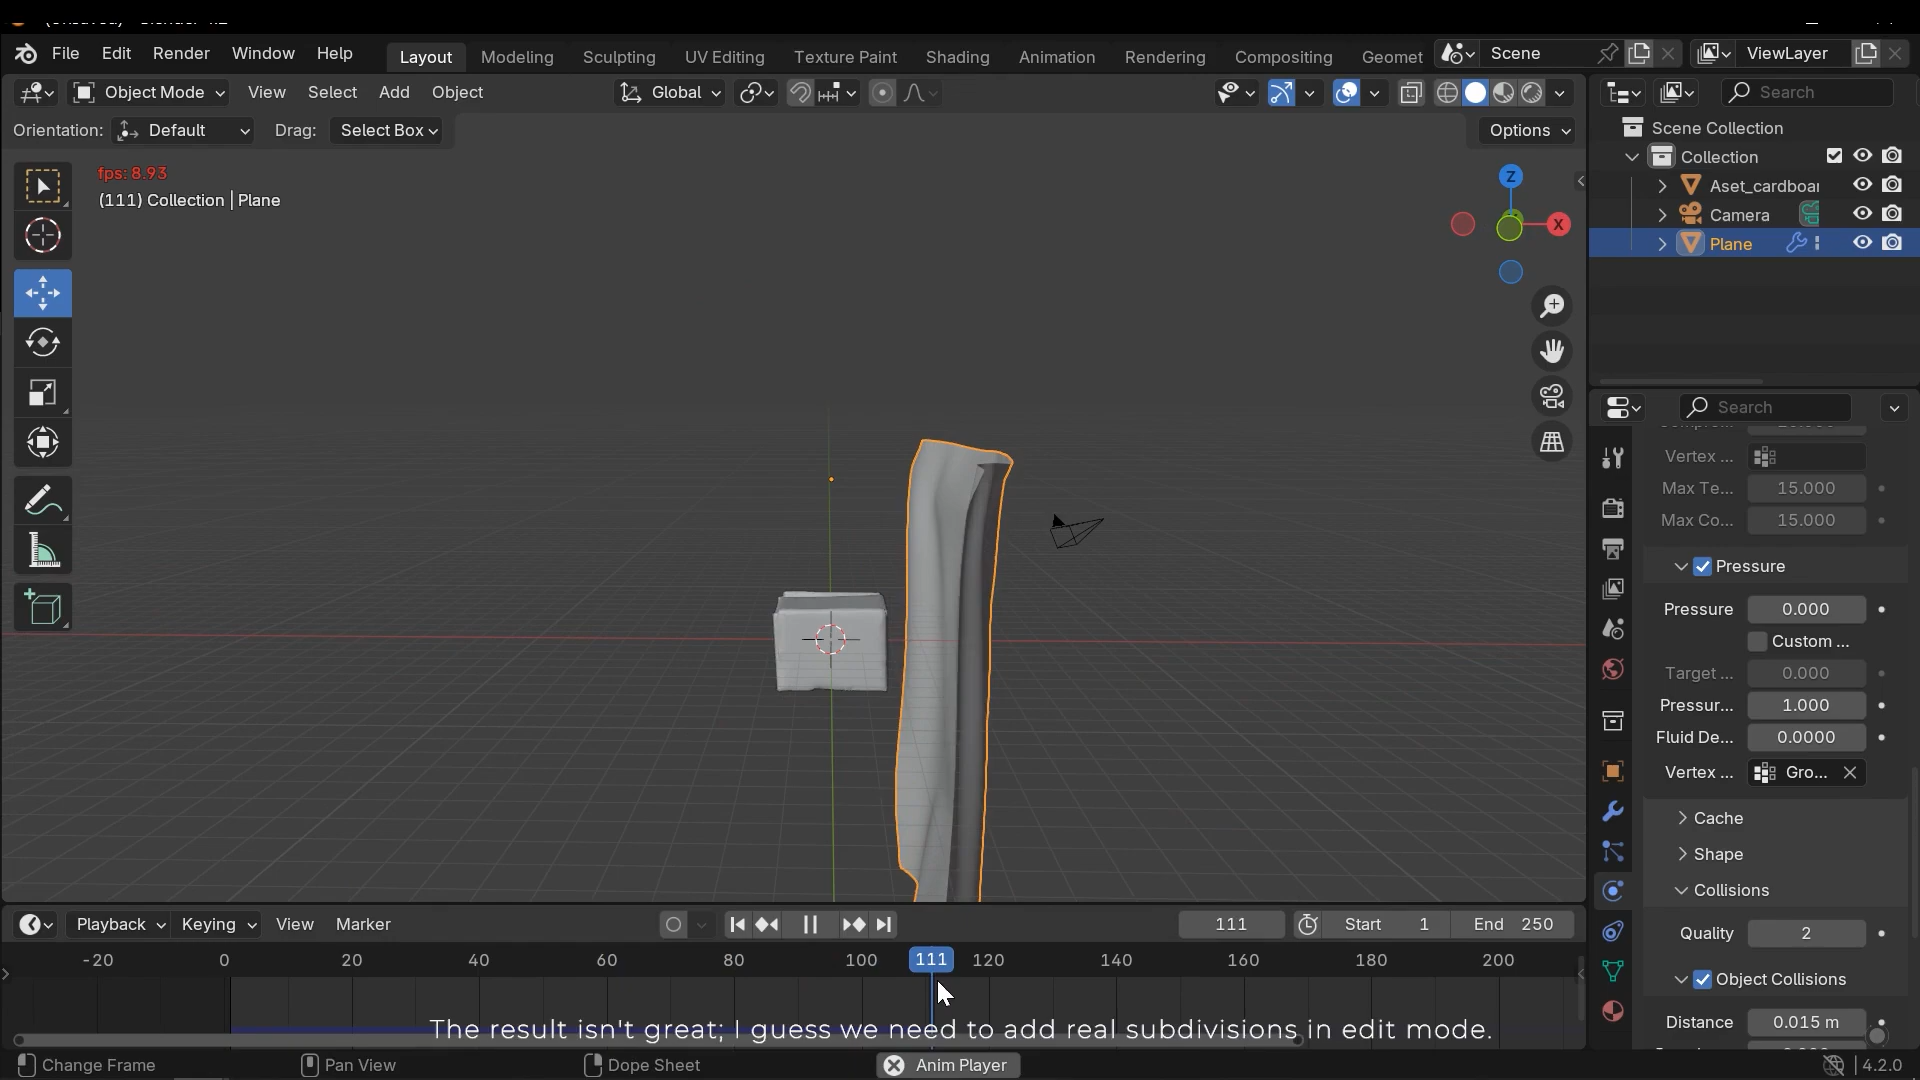 File Edit Render Window Help Layout Modeling Sculpting UV Editing Texture Paint Shading Animation Rendering Compositing Geomet Scene ViewLayer
Object Mode View Select Add Object Global Search
Orientation: Default Drag: Select Box Options
Scene Collection
Collection
Aset_cardboar
Camera
Plane
fps: 8.93
(111) Collection | Plane
Z
X
Search
Vertex ...
Max Te... 15.000
Max Co... 15.000
Pressure
Pressure 0.000
Custom ...
Target ... 0.000
Pressur... 1.000
Fluid De... 0.0000
Vertex ... Gro...
Cache
Shape
Collisions
Quality 2
Object Collisions
Distance 0.015 m
Playback Keying View Marker 111 Start 1 End 250
-20 0 20 40 60 80 100 111 120 140 160 180 200
The result isn't great; I guess we need to add real subdivisions in edit mode.
Change Frame Pan View Dope Sheet Anim Player 4.2.0